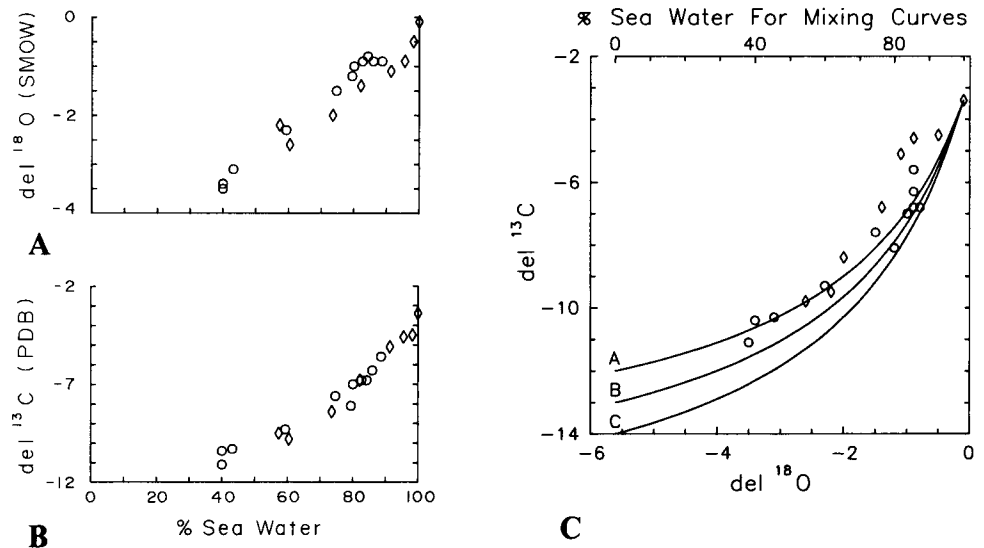 0
-2
-4
del 18O (SMOW)
A
-2
-7
-12
del 13C (PDB)
0 20 40 60 80 100
% Sea Water
B
% Sea Water For Mixing Curves
0 40 60 80 100
-2
-6
-10
-14
del 13C
A
B
C
-6 -4 -2 0
del 18O
C